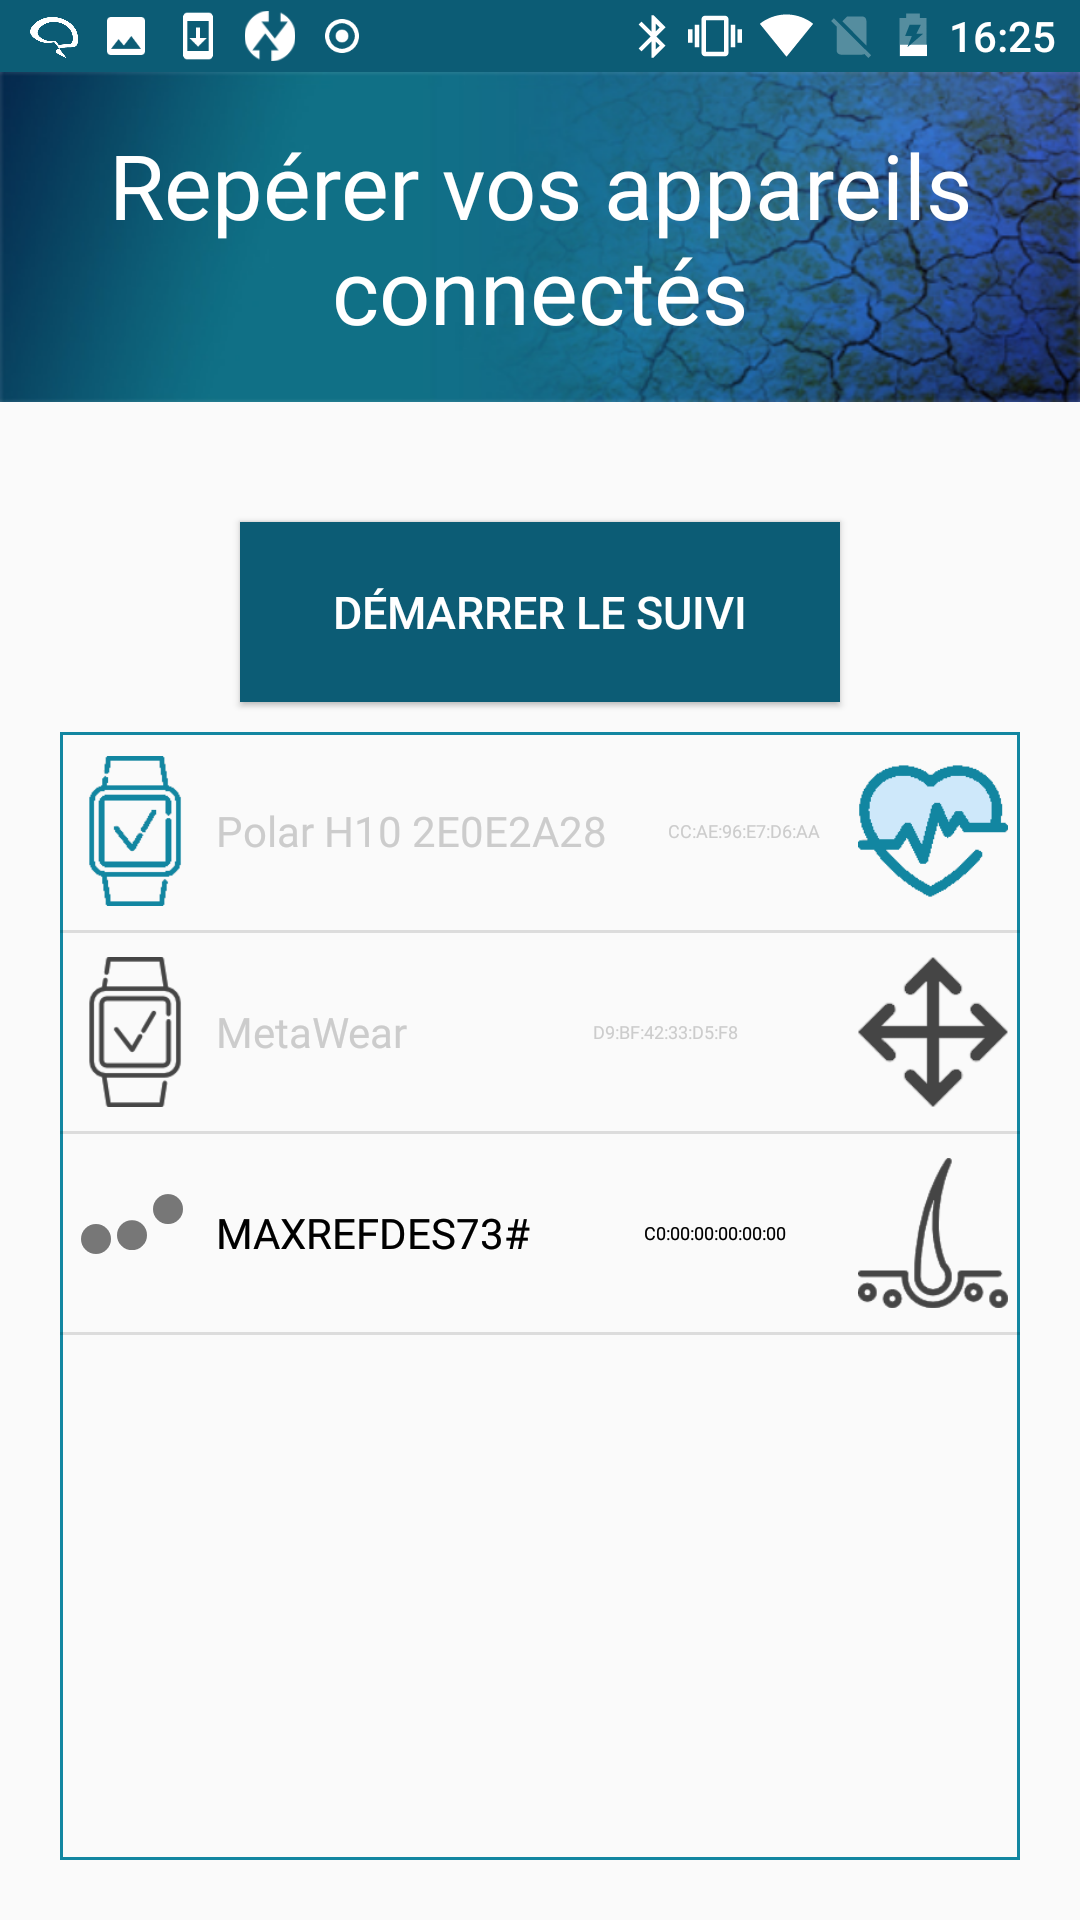 16:25
Repérer vos appareils
connectés
DÉMARRER LE SUIVI
Polar H10 2E0E2A28 CC:AE:96:E7:D6:AA
MetaWear D9:BF:42:33:D5:F8
MAXREFDES73# C0:00:00:00:00:00